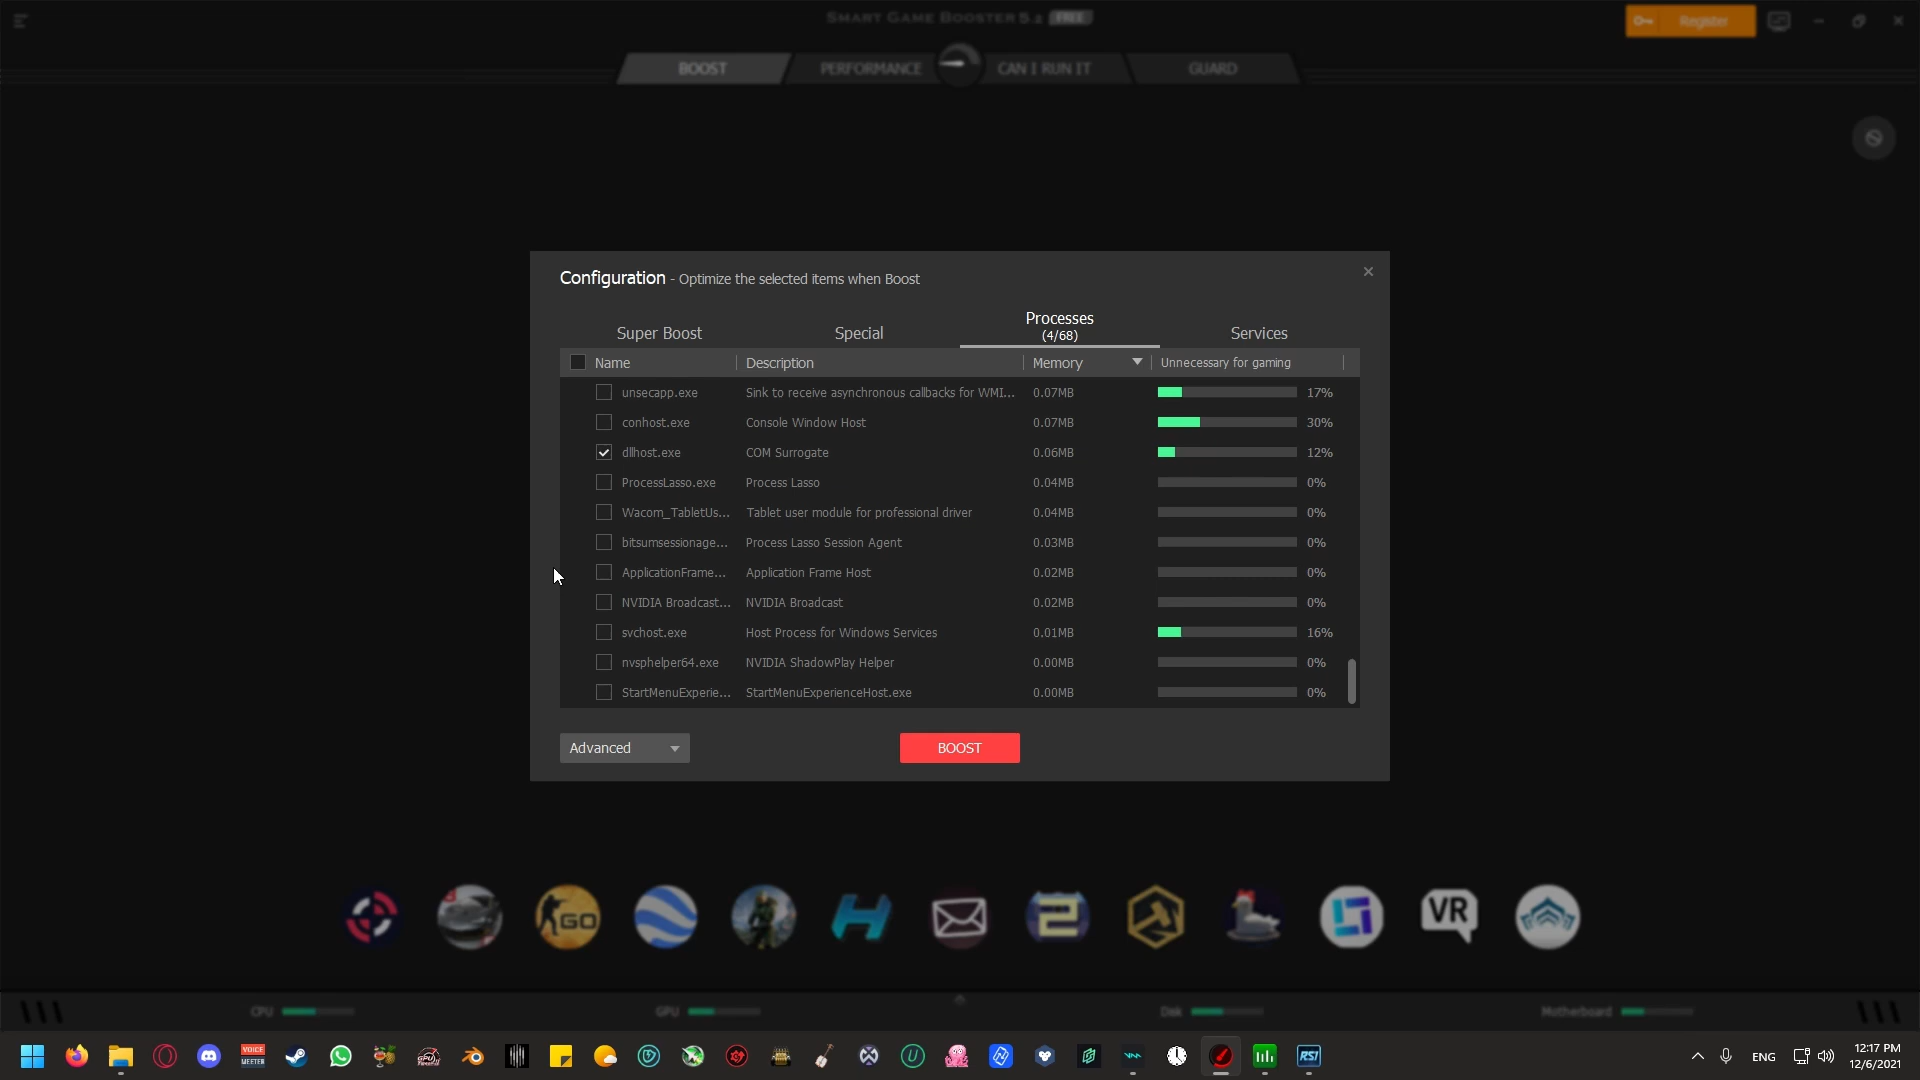 SMART GAME BOOSTER 5.2 FREE
Register
BOOST
PERFORMANCE
CAN I RUN IT
GUARD
Configuration - Optimize the selected items when Boost
Super Boost
Special
Processes
(4/68)
Services
Name Description Memory Unnecessary for gaming
unsecapp.exe Sink to receive asynchronous callbacks for WMI... 0.07MB 17%
conhost.exe Console Window Host 0.07MB 30%
dllhost.exe COM Surrogate 0.06MB 12%
ProcessLasso.exe Process Lasso 0.04MB 0%
Wacom_TabletUs... Tablet user module for professional driver 0.04MB 0%
bitsumsessionage... Process Lasso Session Agent 0.03MB 0%
ApplicationFrame... Application Frame Host 0.02MB 0%
NVIDIA Broadcast... NVIDIA Broadcast 0.02MB 0%
svchost.exe Host Process for Windows Services 0.01MB 16%
nvsphelper64.exe NVIDIA ShadowPlay Helper 0.00MB 0%
StartMenuExperie... StartMenuExperienceHost.exe 0.00MB 0%
Advanced
BOOST
GO
2
VR
CPU
GPU
Disk
Motherboard
VOICE
MEETER
RSI
ENG
12:17 PM
12/6/2021